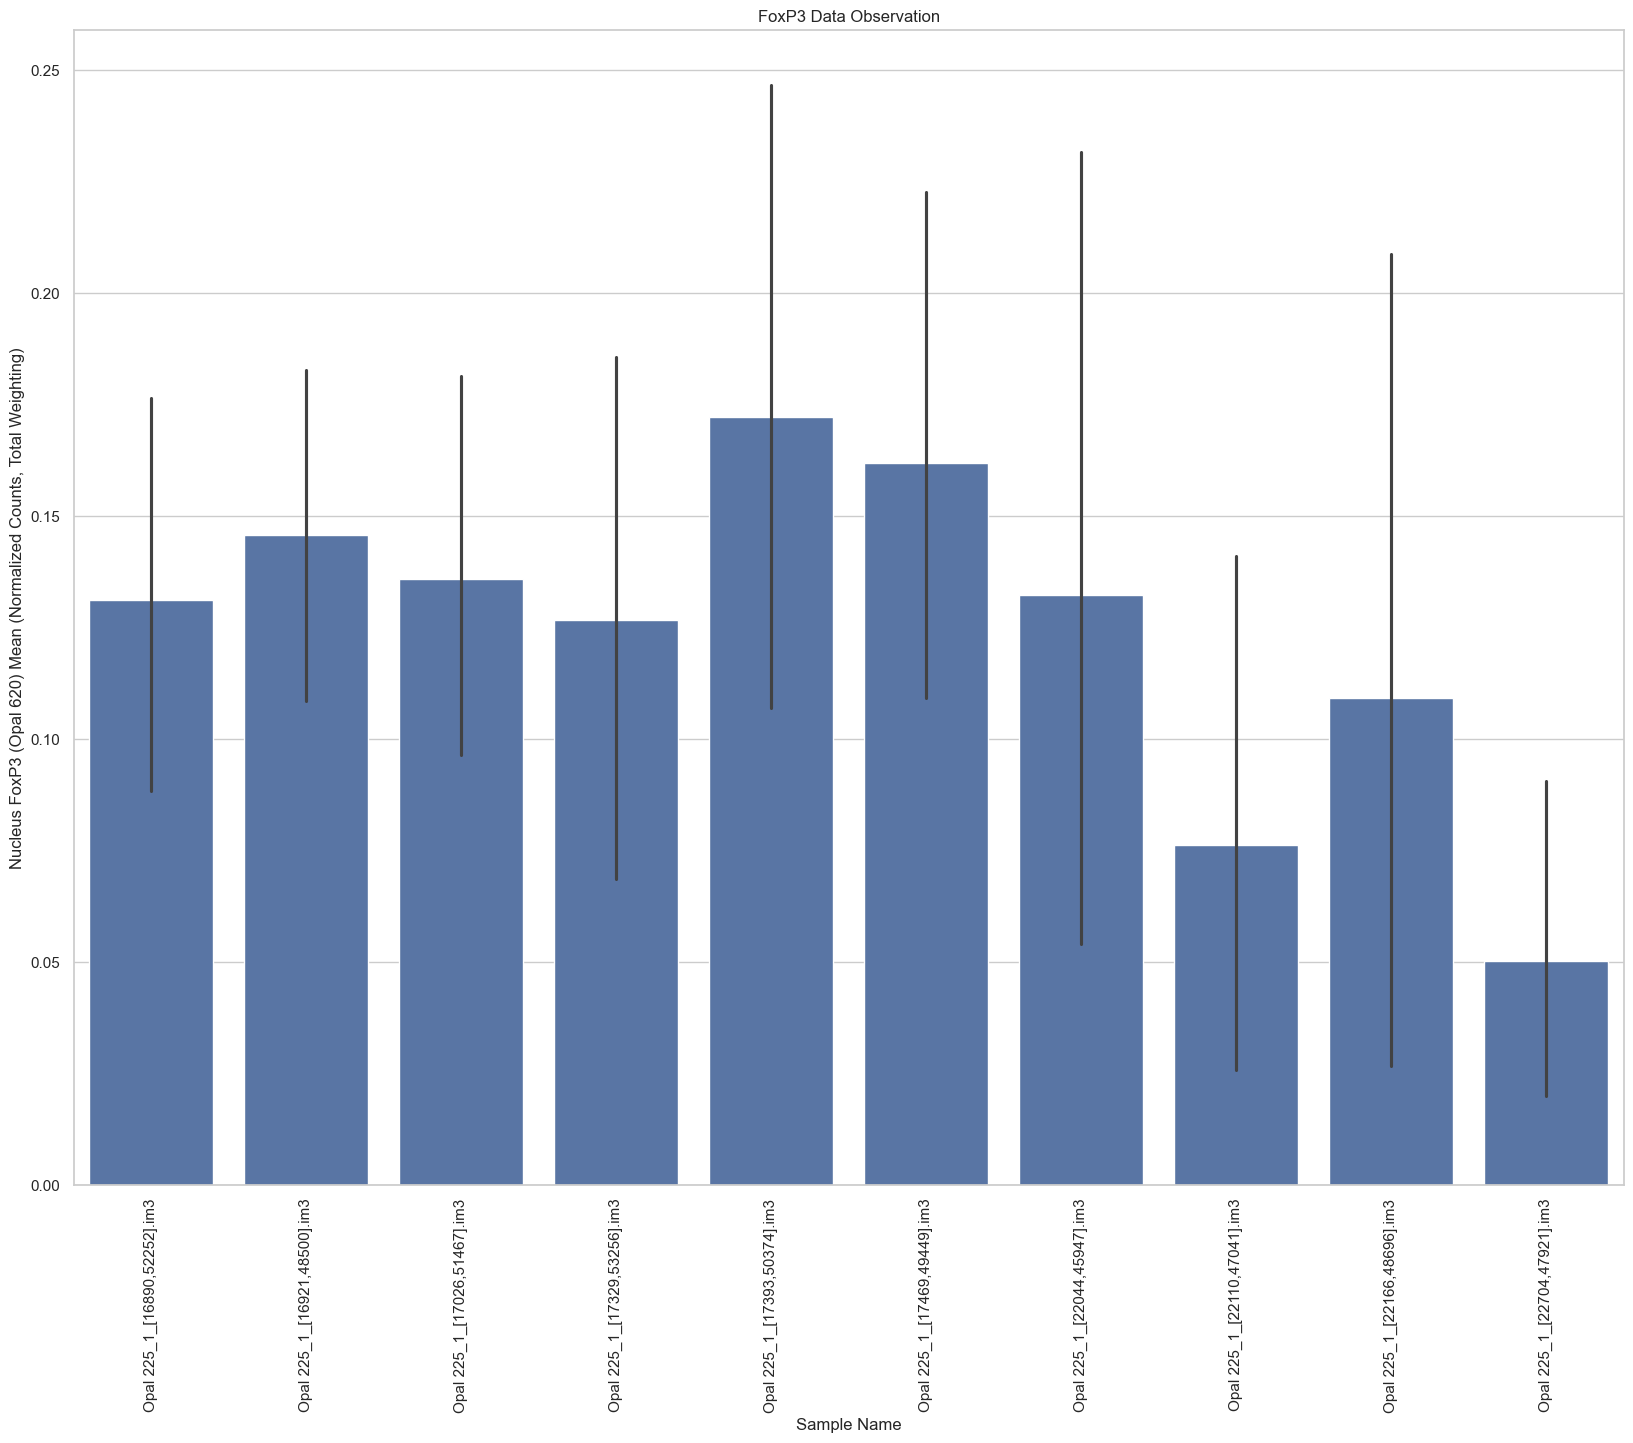 FoxP3 Data Observation
Nucleus FoxP3 (Opal 620) Mean (Normalized Counts, Total Weighting)
0.25
0.20
0.15
0.10
0.05
0.00
Opal 225_1_[16890,52252].im3
Opal 225_1_[16921,48500].im3
Opal 225_1_[17026,51467].im3
Opal 225_1_[17329,53256].im3
Opal 225_1_[17393,50374].im3
Opal 225_1_[17469,49449].im3
Opal 225_1_[22044,45947].im3
Opal 225_1_[22110,47041].im3
Opal 225_1_[22166,48696].im3
Opal 225_1_[22704,47921].im3
Sample Name